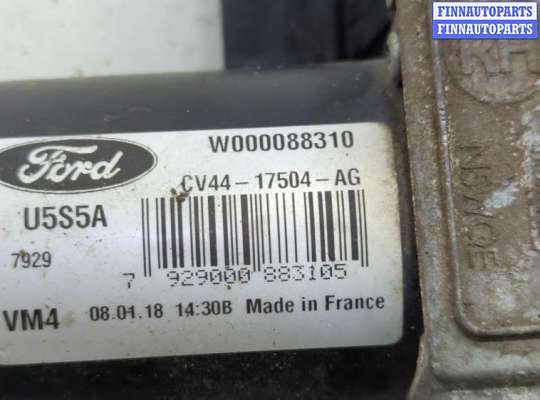 FINNAUTOPARTS
FINNAUTOPARTS
Ford
W000088310
CV44-17504-AG
U5S5A
7929
7 929000 883105
VM4 08.01.18 14:30B Made in France